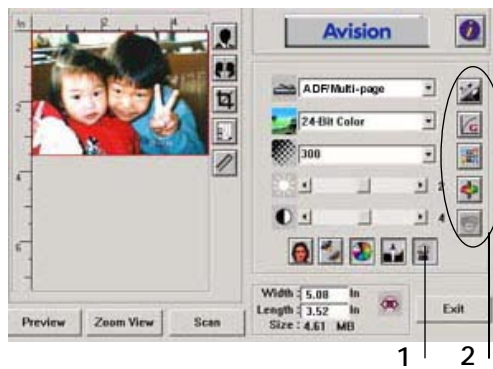 In
2
4
2
4
6
Avision
i
ADF/Multi-page
24-Bit Color
G
300
2
4
Width : 5.08 In
Length : 3.52 In
Size : 4.61 MB
Preview
Zoom View
Scan
Exit
1
2